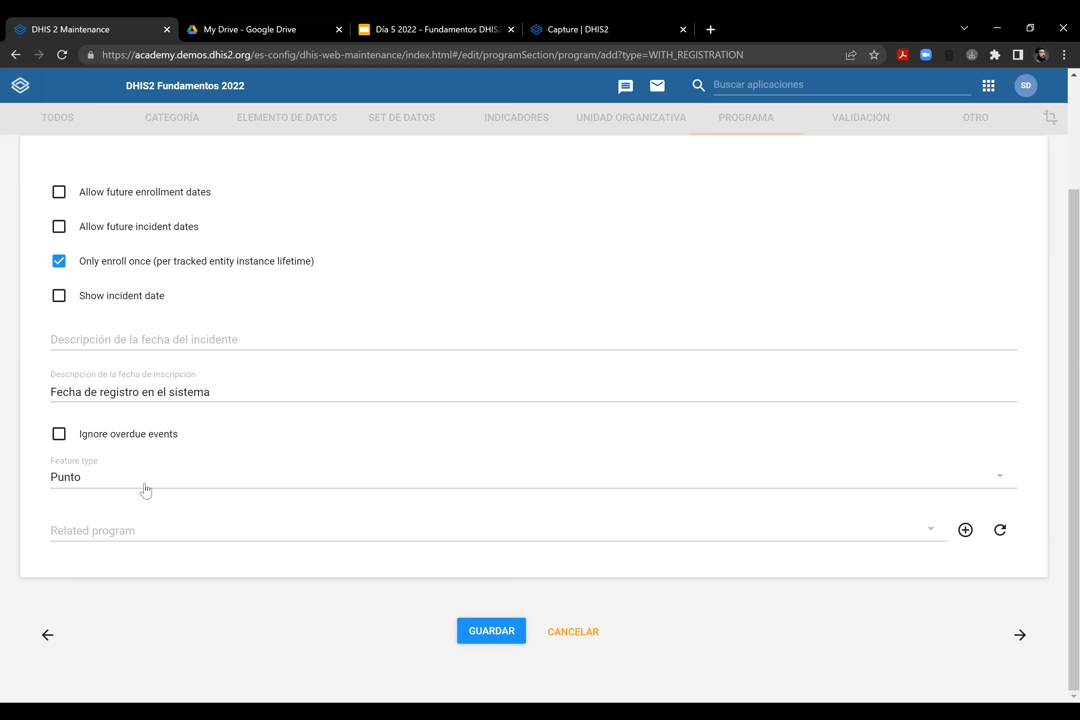 DHIS 2 Maintenance
My Drive - Google Drive
Día 5 2022 - Fundamentos DHIS2
Capture | DHIS2
https://academy.demos.dhis2.org/es-config/dhis-web-maintenance/index.html#/edit/programSection/program/add?type=WITH_REGISTRATION
DHIS2 Fundamentos 2022
Buscar aplicaciones
SD
TODOS CATEGORÍA ELEMENTO DE DATOS SET DE DATOS INDICADORES UNIDAD ORGANIZATIVA PROGRAMA VALIDACIÓN OTRO
Allow future enrollment dates
Allow future incident dates
Only enroll once (per tracked entity instance lifetime)
Show incident date
Descripción de la fecha del incidente
Descripción de la fecha de inscripción
Fecha de registro en el sistema
Ignore overdue events
Feature type
Punto
Related program
GUARDAR CANCELAR